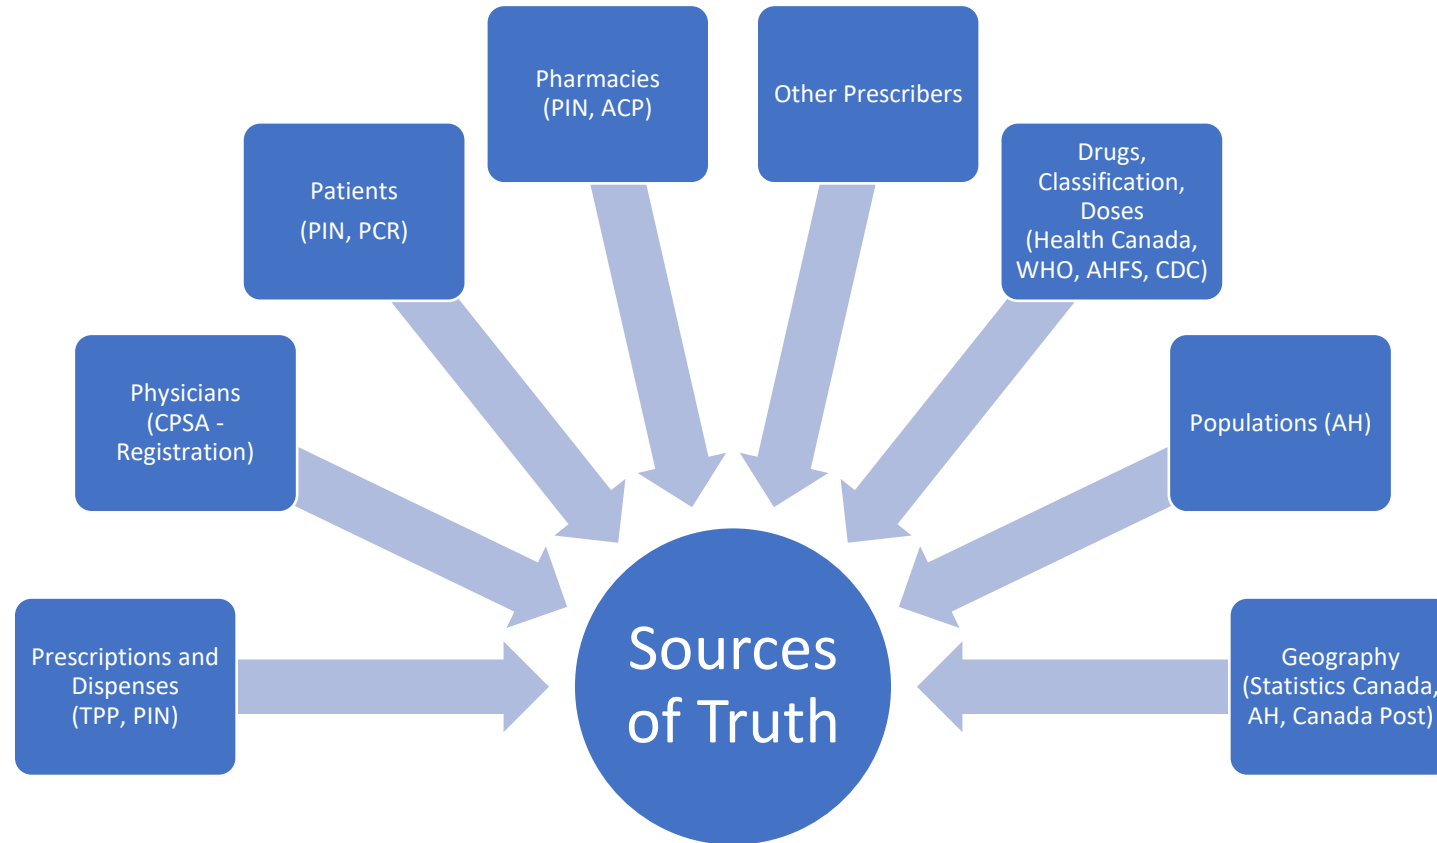 Prescriptions and
Dispenses
(TPP, PIN)
Physicians
(CPSA -
Registration)
Patients
(PIN, PCR)
Pharmacies
(PIN, ACP)
Other Prescribers
Drugs,
Classification,
Doses
(Health Canada,
WHO, AHFS, CDC)
Populations (AH)
Geography
(Statistics Canada,
AH, Canada Post)
Sources
of Truth